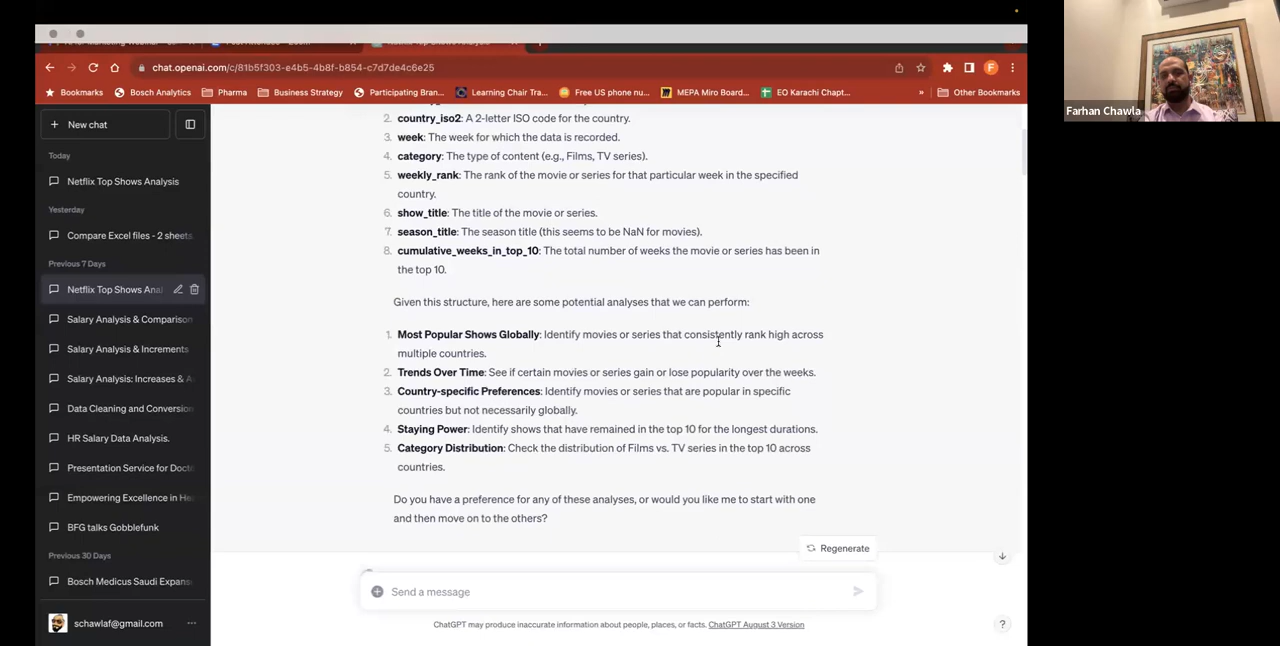 chat.openai.com/c/81b5f303-e4b5-4b8f-b854-c7d7de4c6e25
Bookmarks
Bosch Analytics
Pharma
Business Strategy
Participating Bran...
Learning Chair Tra...
Free US phone nu...
MEPA Miro Board...
EO Karachi Chapt...
»
Other Bookmarks
F
Farhan Chawla
+ New chat
Today
Netflix Top Shows Analysis
Yesterday
Compare Excel files - 2 sheets
Previous 7 Days
Netflix Top Shows Anal
Salary Analysis & Comparison
Salary Analysis & Increments
Salary Analysis: Increases & A
Data Cleaning and Conversion
HR Salary Data Analysis.
Presentation Service for Doct
Empowering Excellence in He
BFG talks Gobblefunk
Previous 30 Days
Bosch Medicus Saudi Expans
schawlaf@gmail.com
2. country_iso2: A 2-letter ISO code for the country.
3. week: The week for which the data is recorded.
4. category: The type of content (e.g., Films, TV series).
5. weekly_rank: The rank of the movie or series for that particular week in the specified
country.
6. show_title: The title of the movie or series.
7. season_title: The season title (this seems to be NaN for movies).
8. cumulative_weeks_in_top_10: The total number of weeks the movie or series has been in
the top 10.
Given this structure, here are some potential analyses that we can perform:
1. Most Popular Shows Globally: Identify movies or series that consistently rank high across
multiple countries.
2. Trends Over Time: See if certain movies or series gain or lose popularity over the weeks.
3. Country-specific Preferences: Identify movies or series that are popular in specific
countries but not necessarily globally.
4. Staying Power: Identify shows that have remained in the top 10 for the longest durations.
5. Category Distribution: Check the distribution of Films vs. TV series in the top 10 across
countries.
Do you have a preference for any of these analyses, or would you like me to start with one
and then move on to the others?
Regenerate
Send a message
ChatGPT may produce inaccurate information about people, places, or facts. ChatGPT August 3 Version
?